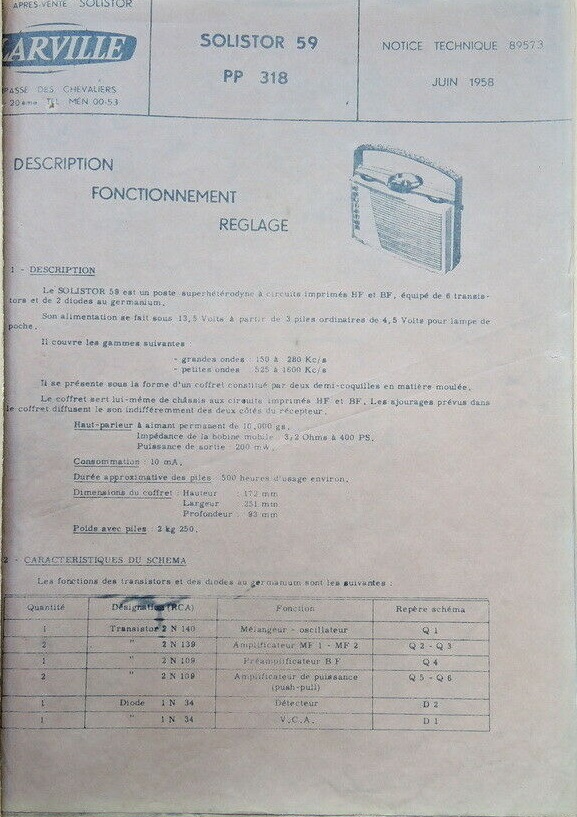 APRES-VENTE SOLISTOR
LARVILLE
PASSE DES CHEVALIERS
20ème TEL MEN 00-53
SOLISTOR 59
PP 318
NOTICE TECHNIQUE 89573
JUIN 1958
DESCRIPTION
FONCTIONNEMENT
REGLAGE
1 - DESCRIPTION
Le SOLISTOR 59 est un poste superhétérodyne à circuits imprimés HF et BF, équipé de 6 transis-
tors et de 2 diodes au germanium.
Son alimentation se fait sous 13,5 Volts à partir de 3 piles ordinaires de 4,5 Volts pour lampe de
poche.
Il couvre les gammes suivantes
- grandes ondes : 150 à 280 Kc/s
- petites ondes 525 à 1600 Kc/s
Il se présente sous la forme d'un coffret constitué par deux demi-coquilles en matière moulée.
Le coffret sert lui-même de châssis aux circuits imprimés HF et BF. Les ajourages prévus dans
le coffret diffusent le son indifféremment des deux côtés du récepteur.
Haut-parleur à aimant permanent de 10.000 gs.
Impédance de la bobine mobile : 3,2 Ohms à 400 PS.
Puissance de sortie : 200 mW.
Consommation : 10 mA.
Durée approximative des piles : 500 heures d'usage environ.
Dimensions du coffret : Hauteur : 172 mm
Largeur : 251 mm
Profondeur : 93 mm
Poids avec piles : 2 kg 250.
2 - CARACTERISTIQUES DU SCHEMA
Les fonctions des transistors et des diodes au germanium sont les suivantes :
Quantité Désignation (RCA) Fonction Repère schéma
1 Transistor 2 N 140 Mélangeur - oscillateur Q 1
2 " 2 N 139 Amplificateur MF 1 - MF 2 Q 2 - Q 3
1 " 2 N 109 Préamplificateur B F Q 4
2 " 2 N 109 Amplificateur de puissance Q 5 - Q 6
(push-pull)
1 Diode 1 N 34 Détecteur D 2
1 " 1 N 34 V.C.A. D 1